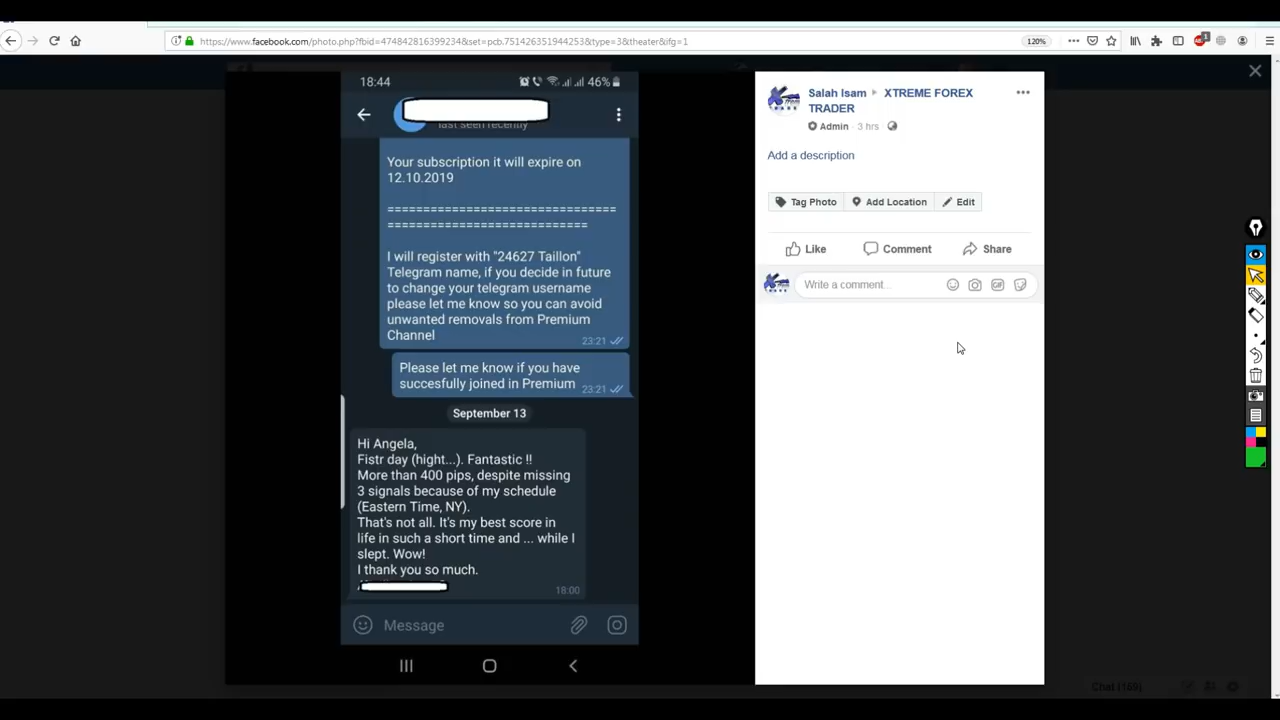 https://www.facebook.com/photo.php?fbid=474842816399234&set=pcb.751426351944253&type=3&theater&ifg=1
120%
1
18:44
46%
last seen recently
Your subscription it will expire on
12.10.2019
================================
============================
I will register with "24627 Taillon"
Telegram name, if you decide in future
to change your telegram username
please let me know so you can avoid
unwanted removals from Premium
Channel
23:21
Please let me know if you have
succesfully joined in Premium
23:21
September 13
Hi Angela,
Fistr day (hight...). Fantastic !!
More than 400 pips, despite missing
3 signals because of my schedule
(Eastern Time, NY).
That's not all. It's my best score in
life in such a short time and ... while I
slept. Wow!
I thank you so much.
18:00
Message
Salah Isam ▸ XTREME FOREX
TRADER
Admin 3 hrs
Add a description
Tag Photo Add Location Edit
Like Comment Share
Write a comment...
GIF
Chat (159)